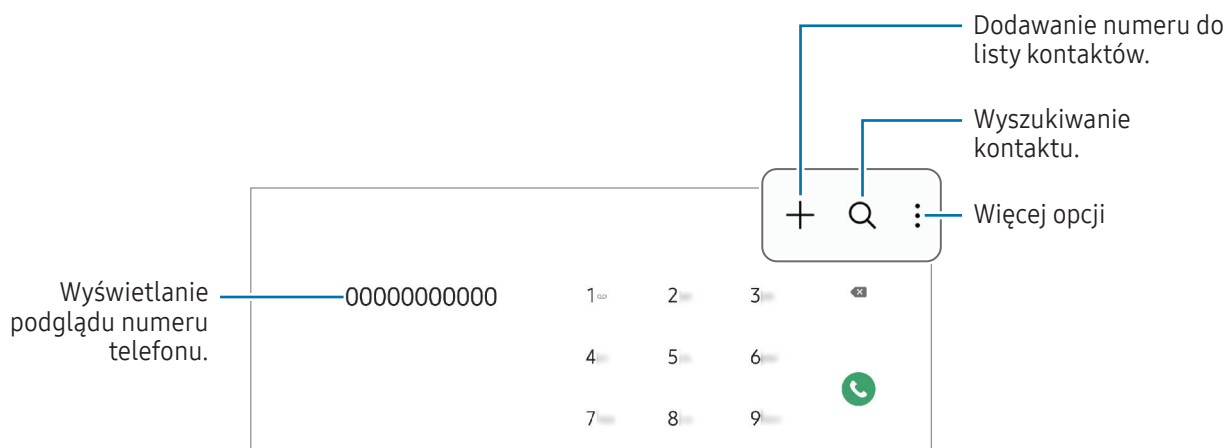 Dodawanie numeru do
listy kontaktów.
Wyszukiwanie
kontaktu.
Więcej opcji
Wyświetlanie
podglądu numeru
telefonu.
00000000000
1 2 3
4 5 6
7 8 9